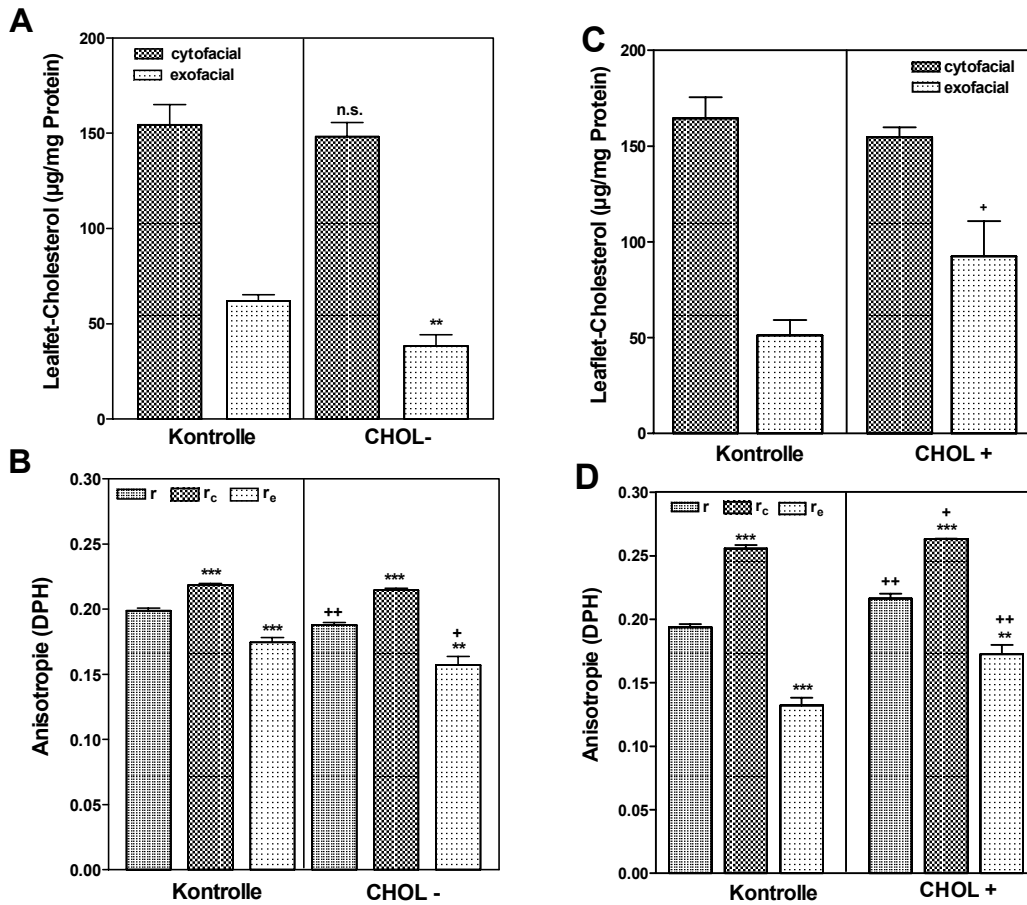 A
Lealfet-Cholesterol (µg/mg Protein)
200
150
100
50
0
cytofacial
exofacial
n.s.
**
Kontrolle CHOL-
B
Anisotropie (DPH)
0.30
0.25
0.20
0.15
0.10
0.05
0.00
r rc re
***
***
++
***
+
**
Kontrolle CHOL -
C
Leaflet-Cholesterol (µg/mg Protein)
200
150
100
50
0
cytofacial
exofacial
+
Kontrolle CHOL +
D
Anisotropie (DPH)
0.30
0.25
0.20
0.15
0.10
0.05
0.00
r rc re
***
***
++
+
***
++
**
Kontrolle CHOL +